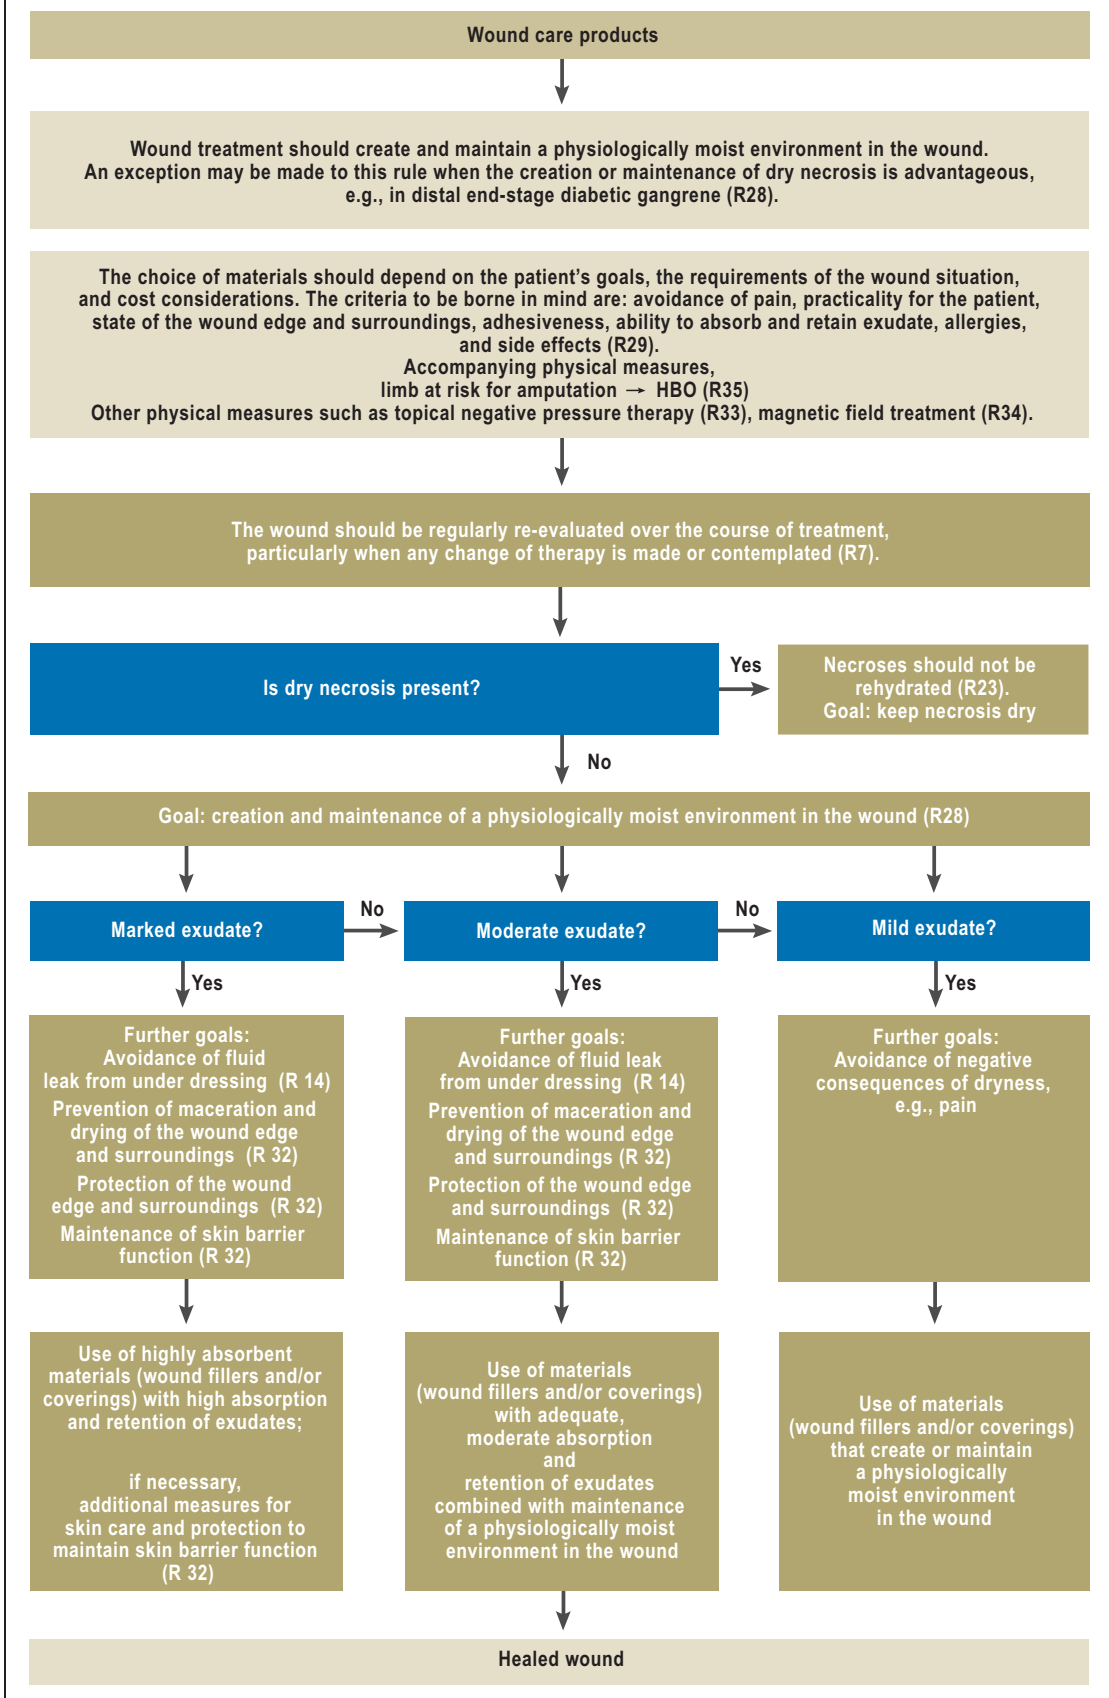 Wound care products
Wound treatment should create and maintain a physiologically moist environment in the wound.
An exception may be made to this rule when the creation or maintenance of dry necrosis is advantageous,
e.g., in distal end-stage diabetic gangrene (R28).
The choice of materials should depend on the patient’s goals, the requirements of the wound situation,
and cost considerations. The criteria to be borne in mind are: avoidance of pain, practicality for the patient,
state of the wound edge and surroundings, adhesiveness, ability to absorb and retain exudate, allergies,
and side effects (R29).
Accompanying physical measures,
limb at risk for amputation → HBO (R35)
Other physical measures such as topical negative pressure therapy (R33), magnetic field treatment (R34).
The wound should be regularly re-evaluated over the course of treatment,
particularly when any change of therapy is made or contemplated (R7).
Is dry necrosis present?
Yes
Necroses should not be
rehydrated (R23).
Goal: keep necrosis dry
No
Goal: creation and maintenance of a physiologically moist environment in the wound (R28)
Marked exudate?
No
Moderate exudate?
No
Mild exudate?
Yes
Yes
Yes
Further goals:
Avoidance of fluid
leak from under dressing (R 14)
Prevention of maceration and
drying of the wound edge
and surroundings (R 32)
Protection of the wound
edge and surroundings (R 32)
Maintenance of skin barrier
function (R 32)
Further goals:
Avoidance of fluid leak
from under dressing (R 14)
Prevention of maceration and
drying of the wound edge
and surroundings (R 32)
Protection of the wound edge
and surroundings (R 32)
Maintenance of skin barrier
function (R 32)
Further goals:
Avoidance of negative
consequences of dryness,
e.g., pain
Use of highly absorbent
materials (wound fillers and/or
coverings) with high absorption
and retention of exudates;
if necessary,
additional measures for
skin care and protection to
maintain skin barrier function
(R 32)
Use of materials
(wound fillers and/or coverings)
with adequate,
moderate absorption
and
retention of exudates
combined with maintenance
of a physiologically moist
environment in the wound
Use of materials
(wound fillers and/or coverings)
that create or maintain
a physiologically
moist environment
in the wound
Healed wound